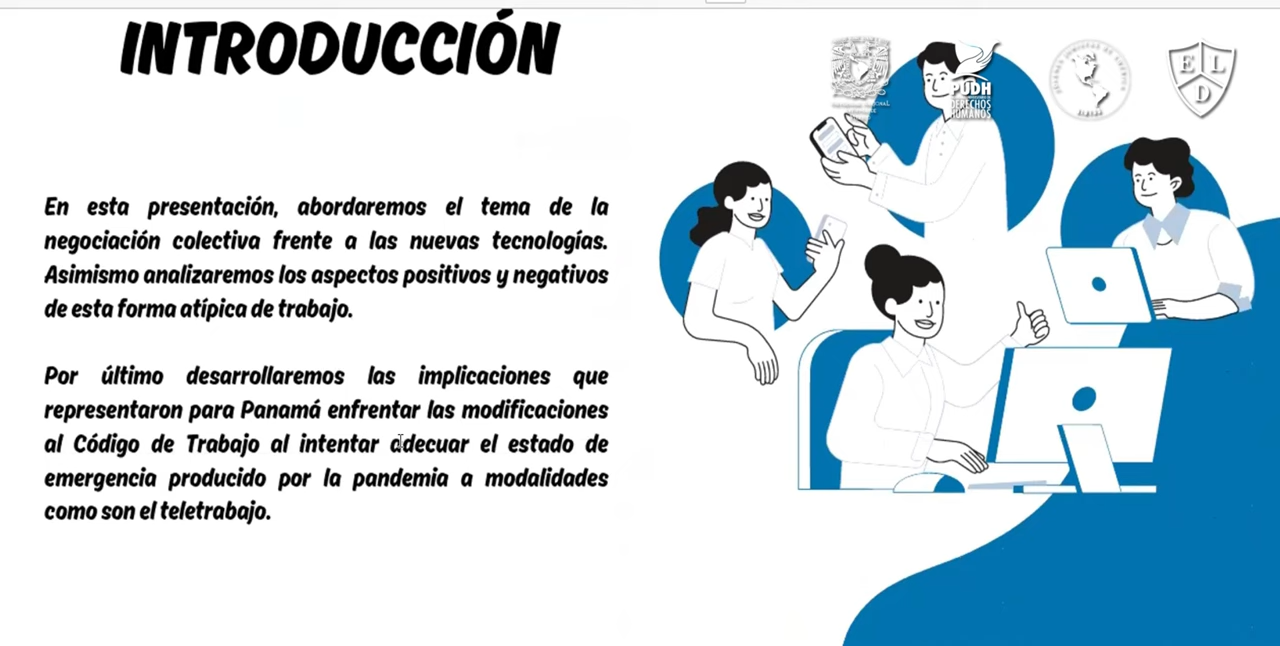 INTRODUCCIÓN
En esta presentación, abordaremos el tema de la
negociación colectiva frente a las nuevas tecnologías.
Asimismo analizaremos los aspectos positivos y negativos
de esta forma atípica de trabajo.
Por último desarrollaremos las implicaciones que
representaron para Panamá enfrentar las modificaciones
al Código de Trabajo al intentar adecuar el estado de
emergencia producido por la pandemia a modalidades
como son el teletrabajo.
PUDH
DERECHOS
HUMANOS
E L
D